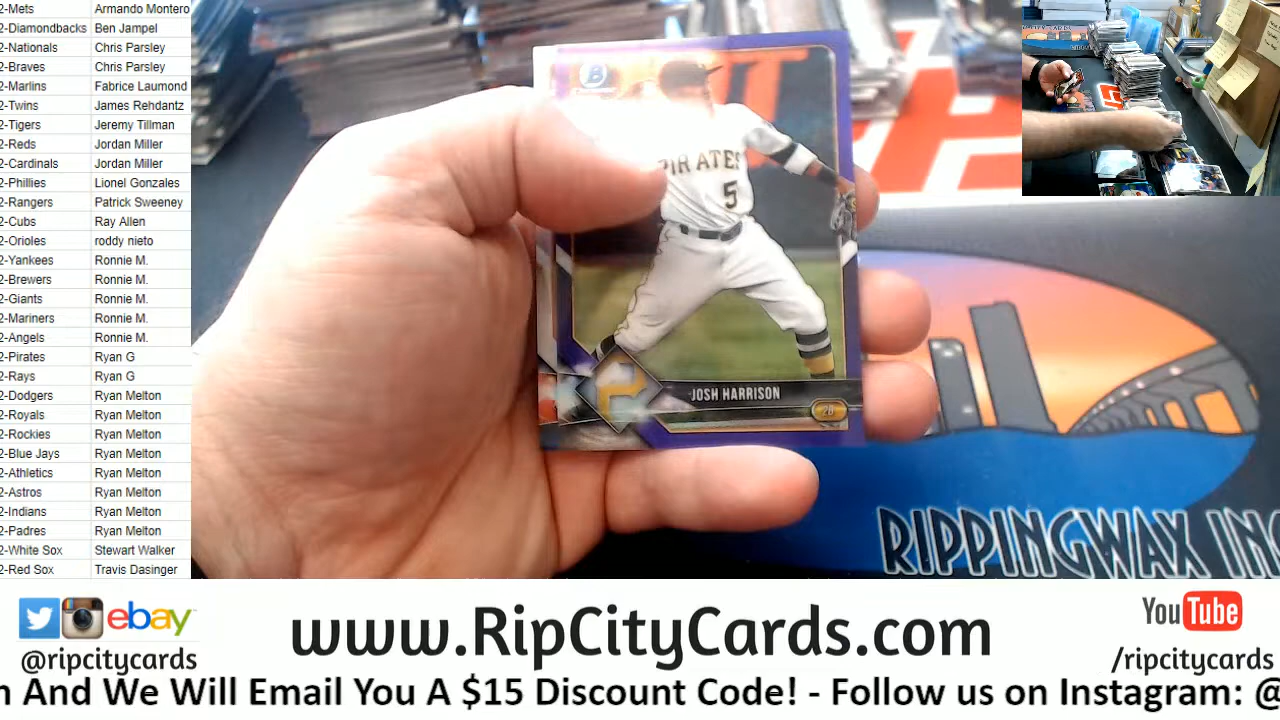 2-Mets Armando Montero
2-Diamondbacks Ben Jampel
2-Nationals Chris Parsley
2-Braves Chris Parsley
2-Marlins Fabrice Laumond
2-Twins James Rehdantz
2-Tigers Jeremy Tillman
2-Reds Jordan Miller
2-Cardinals Jordan Miller
2-Phillies Lionel Gonzales
2-Rangers Patrick Sweeney
2-Cubs Ray Allen
2-Orioles roddy nieto
2-Yankees Ronnie M.
2-Brewers Ronnie M.
2-Giants Ronnie M.
2-Mariners Ronnie M.
2-Angels Ronnie M.
2-Pirates Ryan G
2-Rays Ryan G
2-Dodgers Ryan Melton
2-Royals Ryan Melton
2-Rockies Ryan Melton
2-Blue Jays Ryan Melton
2-Athletics Ryan Melton
2-Astros Ryan Melton
2-Indians Ryan Melton
2-Padres Ryan Melton
2-White Sox Stewart Walker
2-Red Sox Travis Dasinger
B
PIRATES
5
JOSH HARRISON
RIPPINGWAX INC
ebay
@ripcitycards
www.RipCityCards.com
YouTube
/ripcitycards
n And We Will Email You A $15 Discount Code! - Follow us on Instagram: @